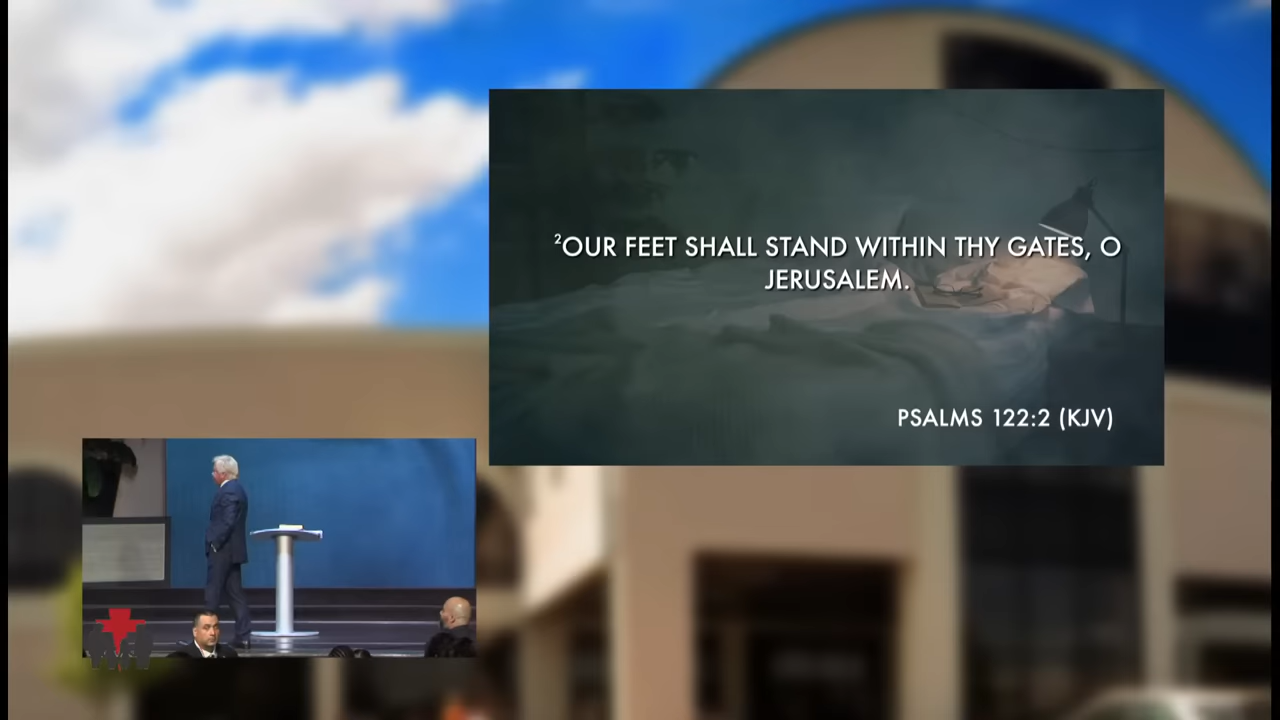 ²OUR FEET SHALL STAND WITHIN THY GATES, O
JERUSALEM.
PSALMS 122:2 (KJV)